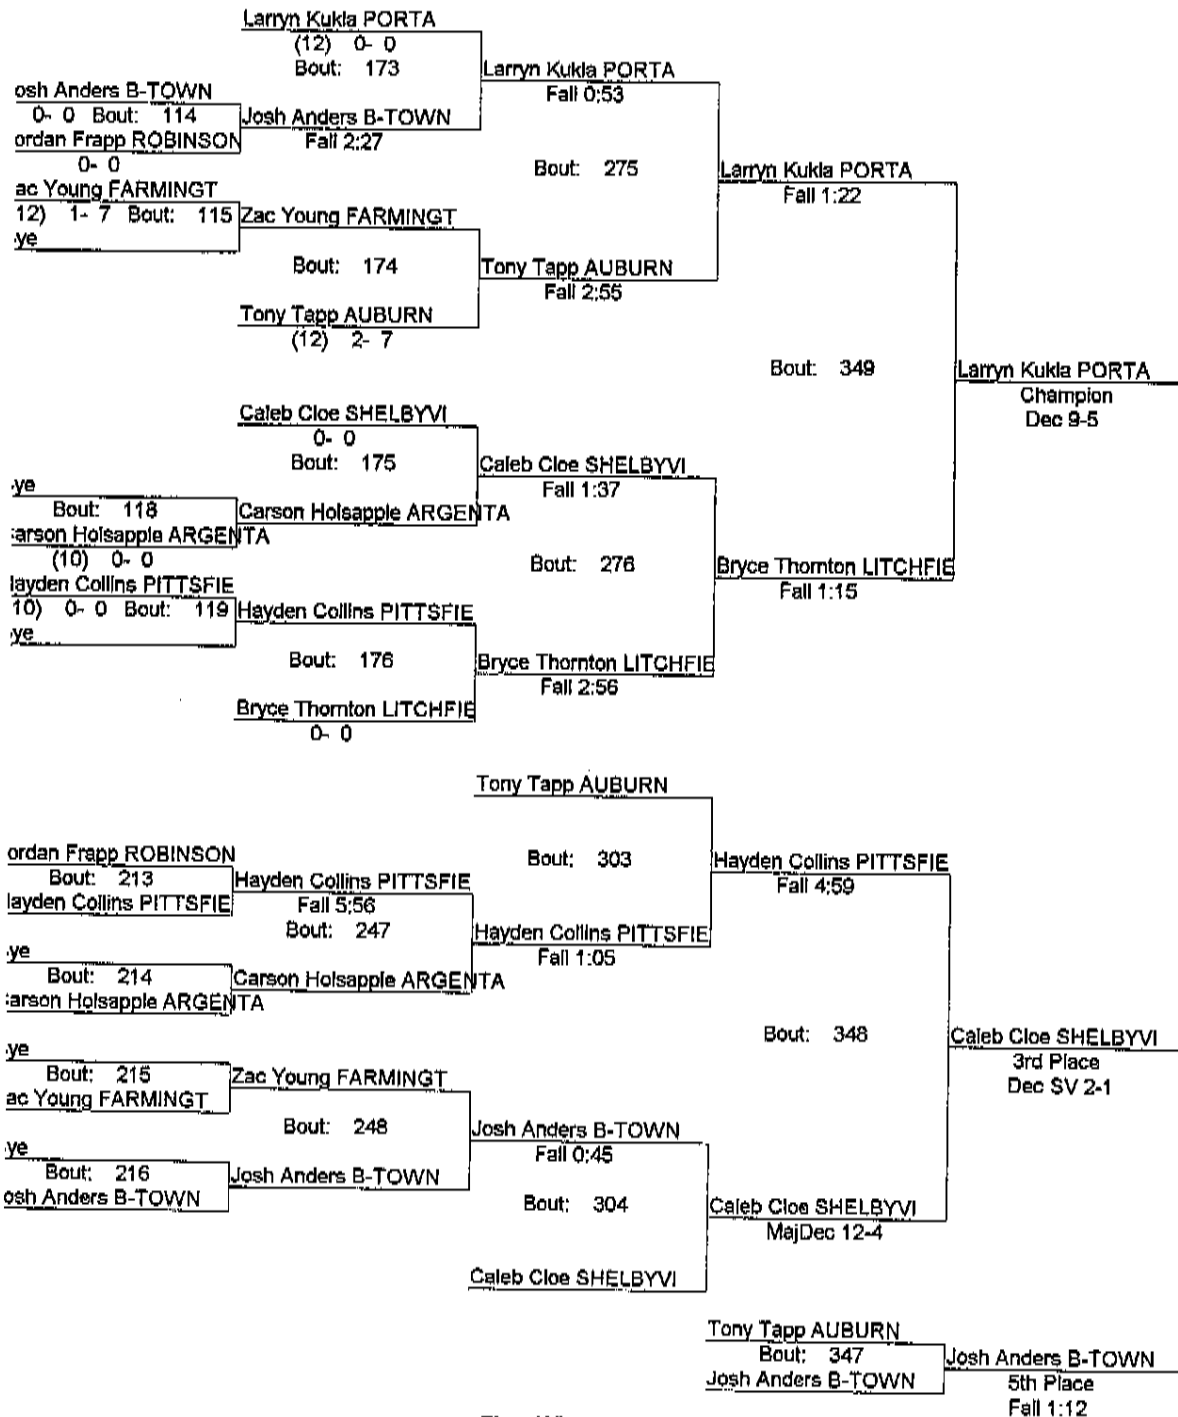 Larryn Kukla PORTA
(12) 0- 0
Bout: 173
Larryn Kukla PORTA
Fall 0:53
osh Anders B-TOWN
0- 0 Bout: 114
Josh Anders B-TOWN
Fall 2:27
ordan Frapp ROBINSON
0- 0
Bout: 275
Larryn Kukla PORTA
Fall 1:22
ac Young FARMINGT
12) 1- 7 Bout: 115
Zac Young FARMINGT
ye
Bout: 174
Tony Tapp AUBURN
Fall 2:55
Tony Tapp AUBURN
(12) 2- 7
Bout: 349
Larryn Kukla PORTA
Champion
Dec 9-5
Caleb Cloe SHELBYVI
0- 0
Bout: 175
Caleb Cloe SHELBYVI
Fall 1:37
ye
Bout: 118
Carson Holsapple ARGENTA
arson Holsapple ARGENTA
(10) 0- 0
Bout: 276
Bryce Thornton LITCHFIE
Fall 1:15
layden Collins PITTSFIE
10) 0- 0 Bout: 119
Hayden Collins PITTSFIE
ye
Bout: 176
Bryce Thornton LITCHFIE
Fall 2:56
Bryce Thornton LITCHFIE
0- 0
Tony Tapp AUBURN
Bout: 303
Hayden Collins PITTSFIE
Fall 4:59
ordan Frapp ROBINSON
Bout: 213
Hayden Collins PITTSFIE
Fall 5:56
layden Collins PITTSFIE
Bout: 247
Hayden Collins PITTSFIE
Fall 1:05
ye
Bout: 214
Carson Holsapple ARGENTA
arson Holsapple ARGENTA
Bout: 348
Caleb Cloe SHELBYVI
3rd Place
Dec SV 2-1
ye
Bout: 215
Zac Young FARMINGT
ac Young FARMINGT
Bout: 248
Josh Anders B-TOWN
Fall 0:45
ye
Bout: 216
Josh Anders B-TOWN
osh Anders B-TOWN
Bout: 304
Caleb Cloe SHELBYVI
MajDec 12-4
Caleb Cloe SHELBYVI
Tony Tapp AUBURN
Bout: 347
Josh Anders B-TOWN
Josh Anders B-TOWN
5th Place
Fall 1:12